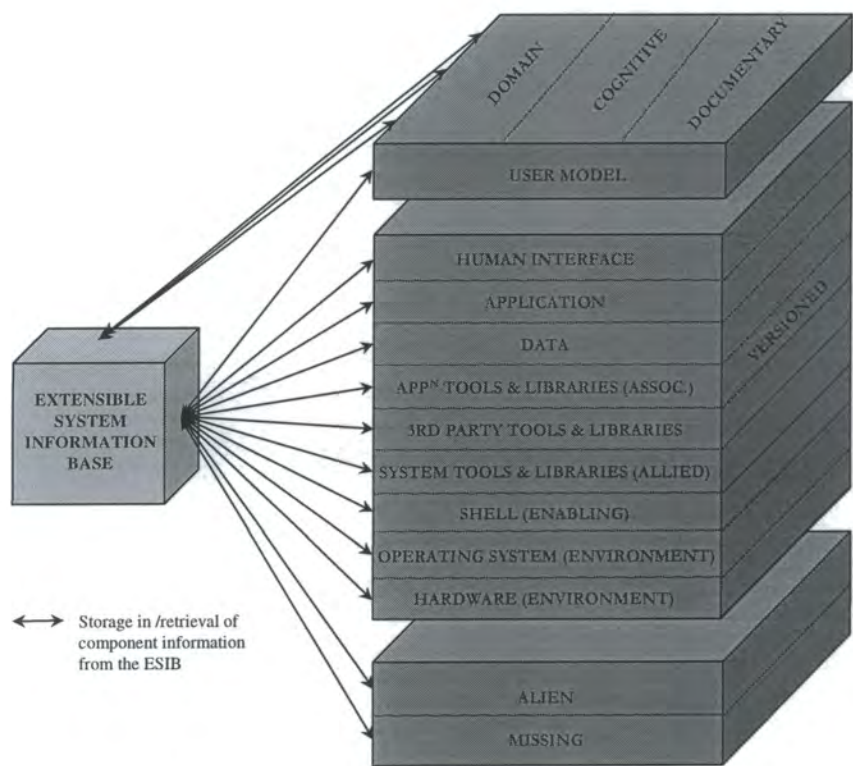 DOMAIN
COGNITIVE
DOCUMENTARY
USER MODEL
HUMAN INTERFACE
APPLICATION
DATA
APPᴺ TOOLS & LIBRARIES (ASSOC.)
3RD PARTY TOOLS & LIBRARIES
SYSTEM TOOLS & LIBRARIES (ALLIED)
SHELL (ENABLING)
OPERATING SYSTEM (ENVIRONMENT)
HARDWARE (ENVIRONMENT)
VERSIONED
EXTENSIBLE
SYSTEM
INFORMATION
BASE
Storage in /retrieval of
component information
from the ESIB
ALIEN
MISSING